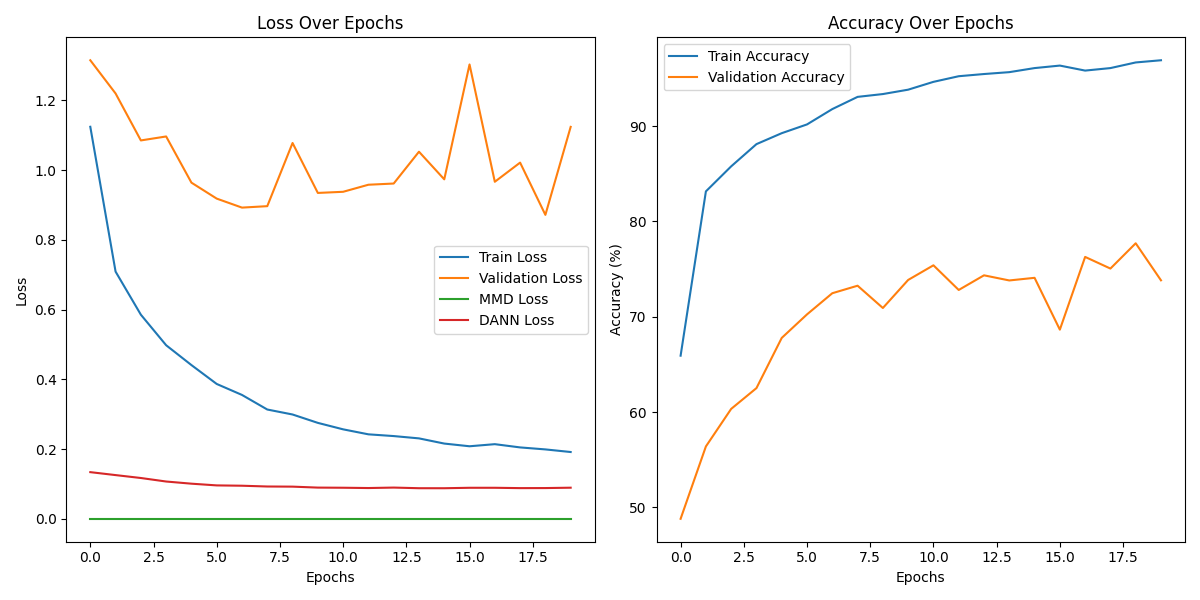 Loss Over Epochs
Loss
1.2
1.0
0.8
0.6
0.4
0.2
0.0
Train Loss
Validation Loss
MMD Loss
DANN Loss
0.0 2.5 5.0 7.5 10.0 12.5 15.0 17.5
Epochs
Accuracy Over Epochs
Accuracy (%)
Train Accuracy
Validation Accuracy
90
80
70
60
50
0.0 2.5 5.0 7.5 10.0 12.5 15.0 17.5
Epochs